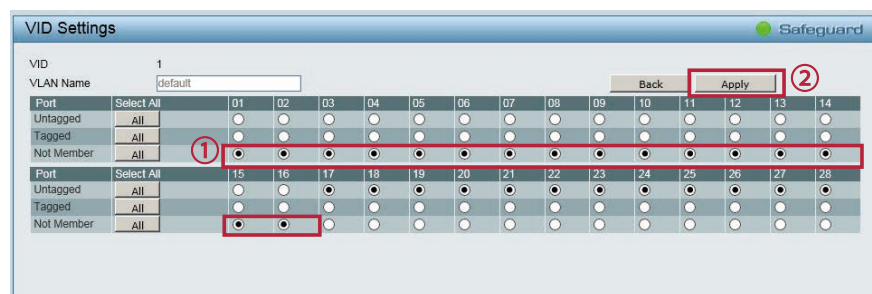 VID Settings
Safeguard
VID 1
VLAN Name default
Back Apply ②
Port Select All 01 02 03 04 05 06 07 08 09 10 11 12 13 14
Untagged All
Tagged All
Not Member All ①
Port Select All 15 16 17 18 19 20 21 22 23 24 25 26 27 28
Untagged All
Tagged All
Not Member All